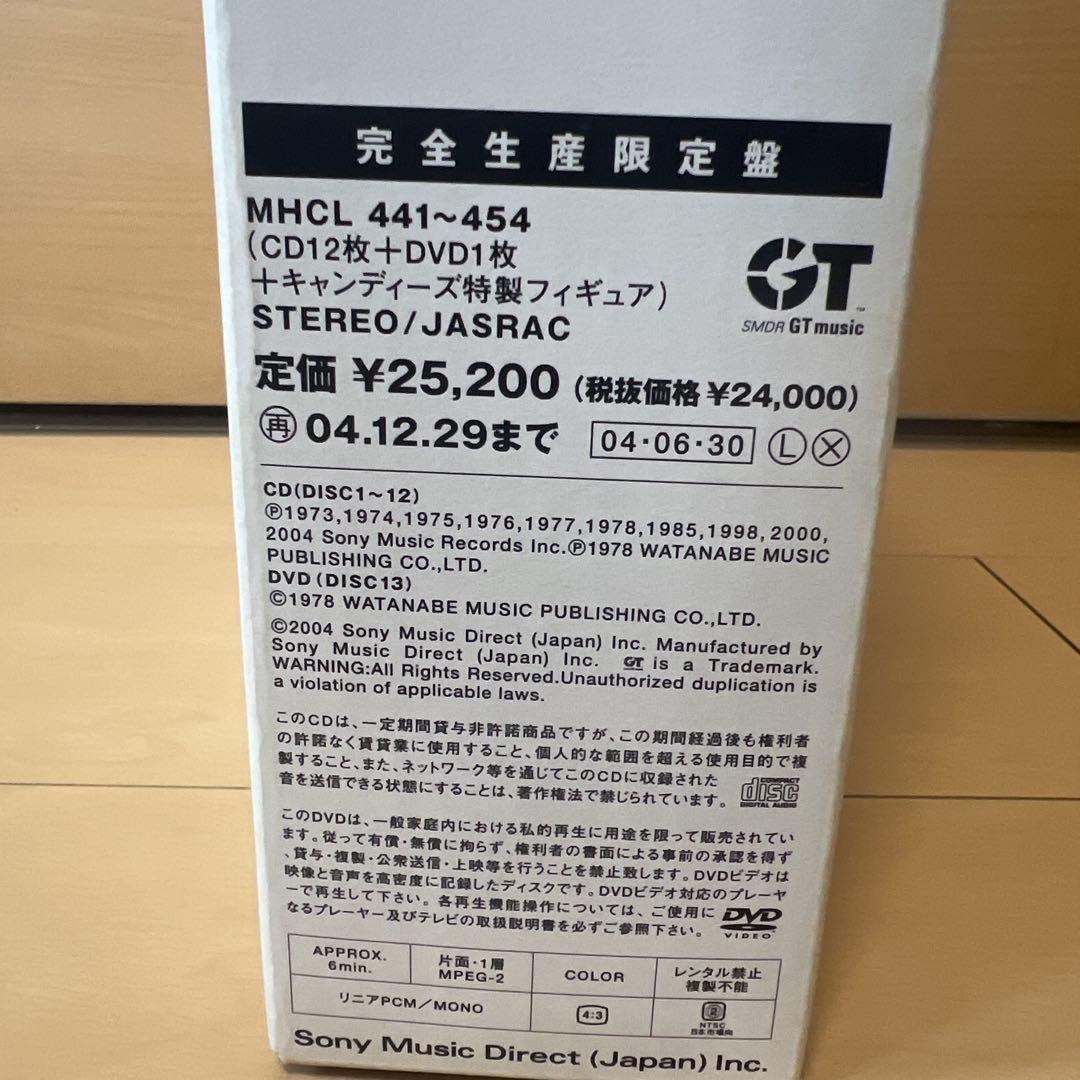 完全生産限定盤
MHCL 441~454
(CD12枚+DVD1枚
+キャンディーズ特製フィギュア)
STEREO/JASRAC
GT™
SMDR GT music
定価 ¥25,200 (税抜価格 ¥24,000)
㊢ 04.12.29まで 04・06・30 Ⓛ Ⓧ
CD(DISC1~12)
Ⓟ1973,1974,1975,1976,1977,1978,1985,1998,2000,
2004 Sony Music Records Inc.Ⓟ1978 WATANABE MUSIC
PUBLISHING CO.,LTD.
DVD (DISC13)
©1978 WATANABE MUSIC PUBLISHING CO.,LTD.
©2004 Sony Music Direct (Japan) Inc. Manufactured by
Sony Music Direct (Japan) Inc. GT is a Trademark.
WARNING:All Rights Reserved.Unauthorized duplication is
a violation of applicable laws.
このCDは、一定期間貸与非許諾商品ですが、この期間経過後も権利者
の許諾なく賃貸業に使用すること、個人的な範囲を超える使用目的で複
製すること、また、ネットワーク等を通じてこのCDに収録された
音を送信できる状態にすることは、著作権法で禁じられています。
COMPACT
disc
DIGITAL AUDIO
このDVDは、一般家庭内における私的再生に用途を限って販売されてい
ます。従って有償・無償に拘らず、権利者の書面による事前の承認を得ず
、貸与・複製・公衆送信・上映等を行うことを禁止致します。DVDビデオは
映像と音声を高密度に記録したディスクです。DVDビデオ対応のプレーヤ
ーで再生して下さい。各再生機能操作については、ご使用に
なるプレーヤー及びテレビの取扱説明書を必ずご参照下さい。
DVD
VIDEO
APPROX.
6min.
片面・1層
MPEG-2
COLOR
レンタル禁止
複製不能
リニアPCM/MONO
4:3
2
NTSC
日本市場向
Sony Music Direct (Japan) Inc.